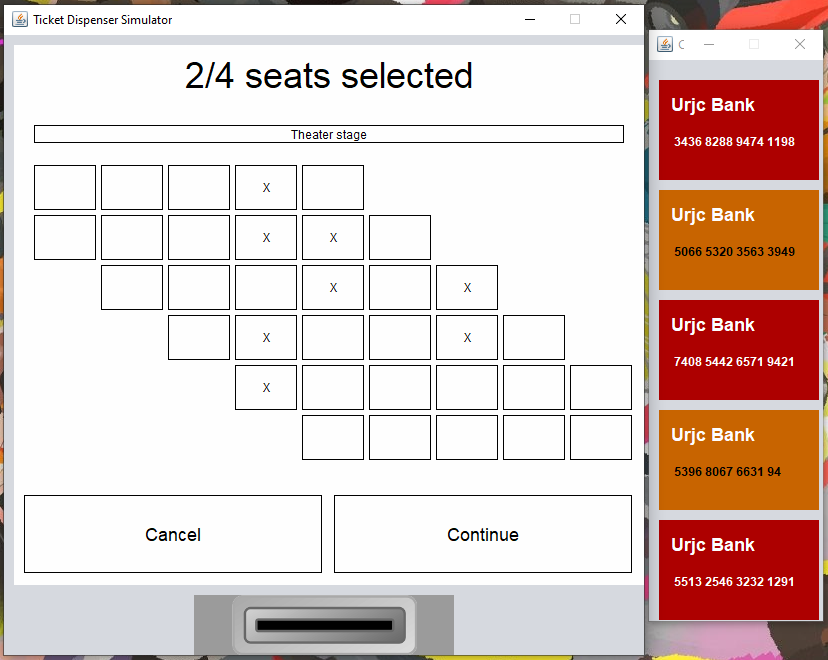 Ticket Dispenser Simulator
2/4 seats selected
Theater stage
X
X X
X X
X X
X
Cancel Continue
C
Urjc Bank
3436 8288 9474 1198
Urjc Bank
5066 5320 3563 3949
Urjc Bank
7408 5442 6571 9421
Urjc Bank
5396 8067 6631 94
Urjc Bank
5513 2546 3232 1291